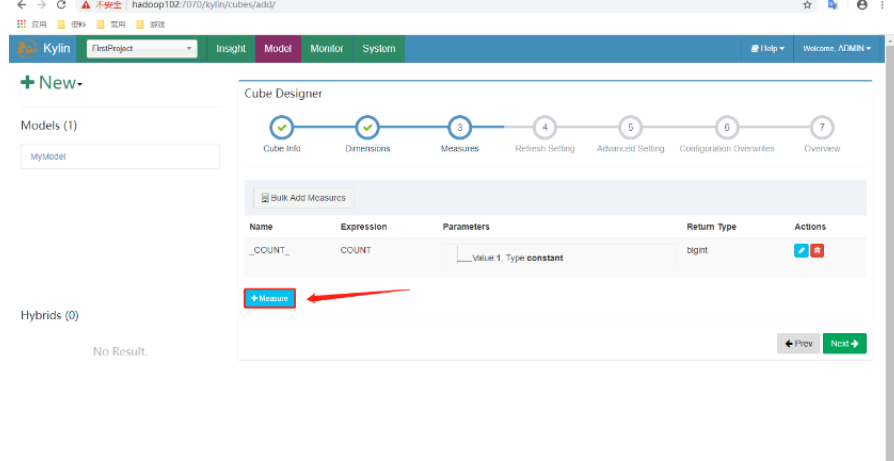 不安全 hadoop102:7070/kylin/cubes/add/
应用 资料 常用 游戏
Kylin FirstProject Insight Model Monitor System Help Welcome, ADMIN
+ New
Cube Designer
Models (1)
3 4 5 6 7
Cube Info Dimensions Measures Refresh Setting Advanced Setting Configuration Overwrites Overview
MyModel
Bulk Add Measures
Name Expression Parameters Return Type Actions
_COUNT_ COUNT Value:1, Type:constant bigint
+ Measure
Hybrids (0)
No Result.
Prev Next